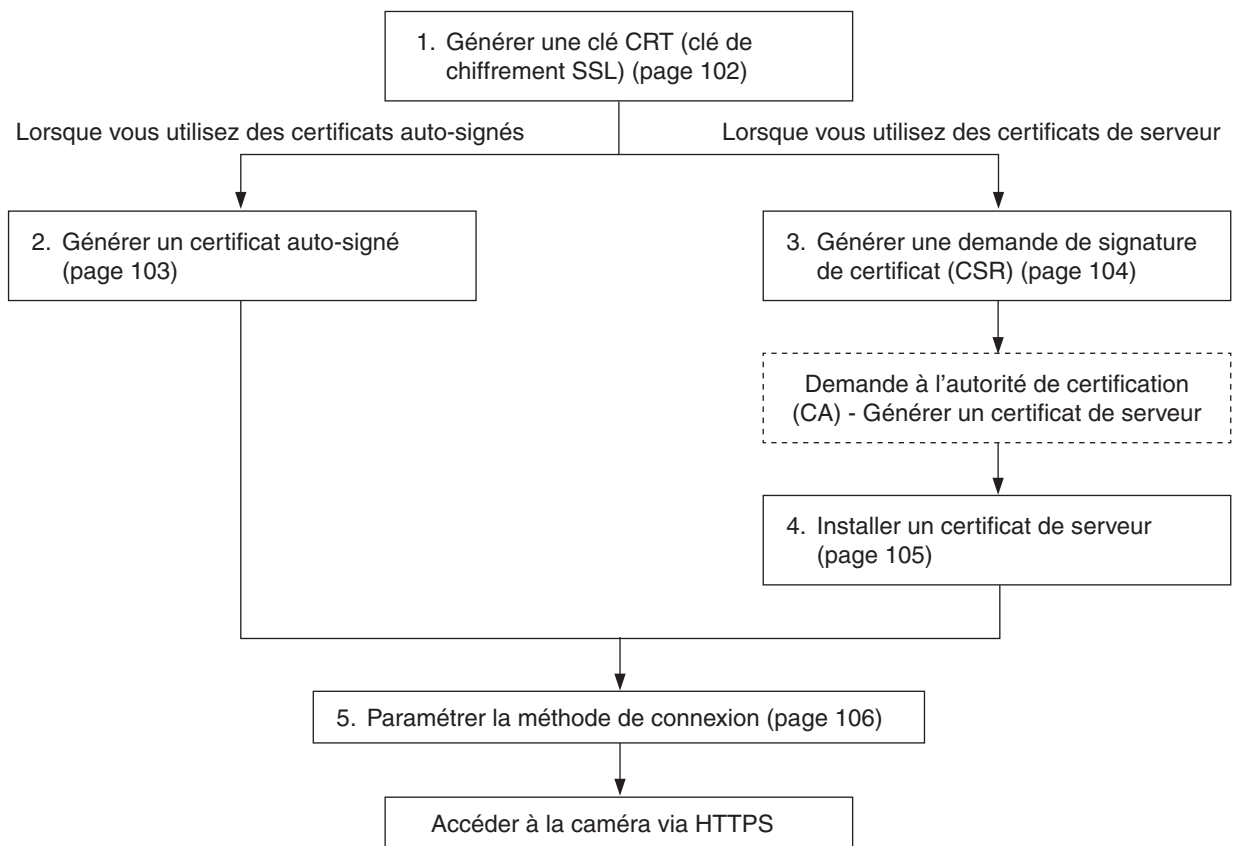 1. Générer une clé CRT (clé de
chiffrement SSL) (page 102)
Lorsque vous utilisez des certificats auto-signés
Lorsque vous utilisez des certificats de serveur
2. Générer un certificat auto-signé
(page 103)
3. Générer une demande de signature
de certificat (CSR) (page 104)
Demande à l’autorité de certification
(CA) - Générer un certificat de serveur
4. Installer un certificat de serveur
(page 105)
5. Paramétrer la méthode de connexion (page 106)
Accéder à la caméra via HTTPS